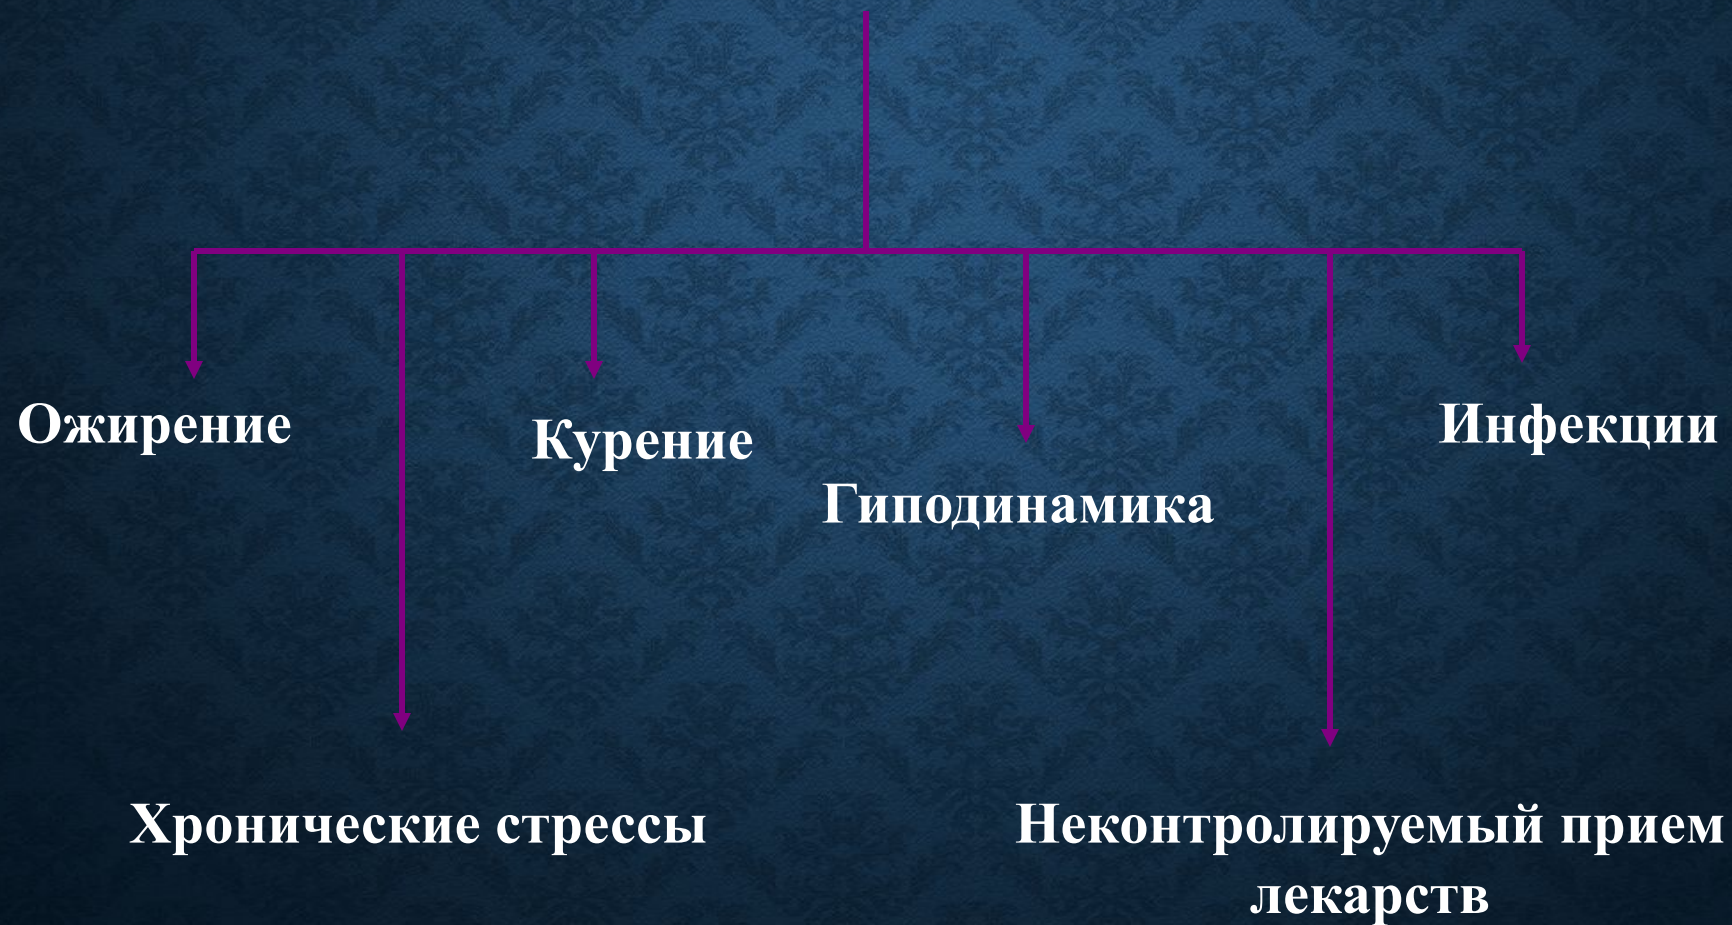 Ожирение
Курение
Гиподинамика
Инфекции
Хронические стрессы
Неконтролируемый прием
лекарств